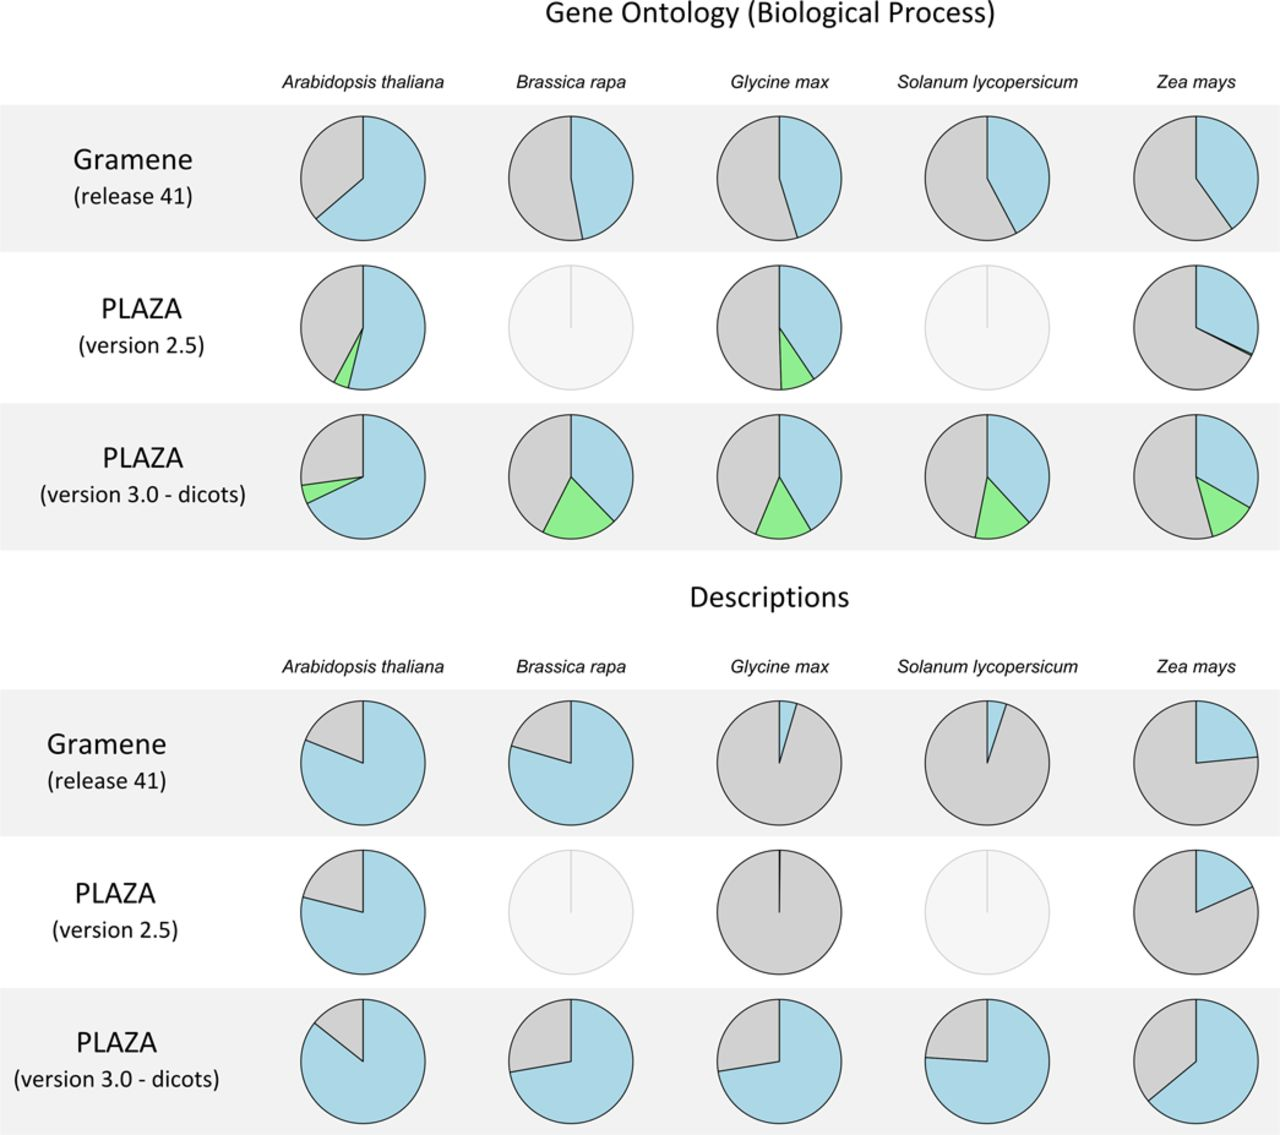 Gene Ontology (Biological Process)
Arabidopsis thaliana Brassica rapa Glycine max Solanum lycopersicum Zea mays
Gramene
(release 41)
PLAZA
(version 2.5)
PLAZA
(version 3.0 - dicots)
Descriptions
Arabidopsis thaliana Brassica rapa Glycine max Solanum lycopersicum Zea mays
Gramene
(release 41)
PLAZA
(version 2.5)
PLAZA
(version 3.0 - dicots)